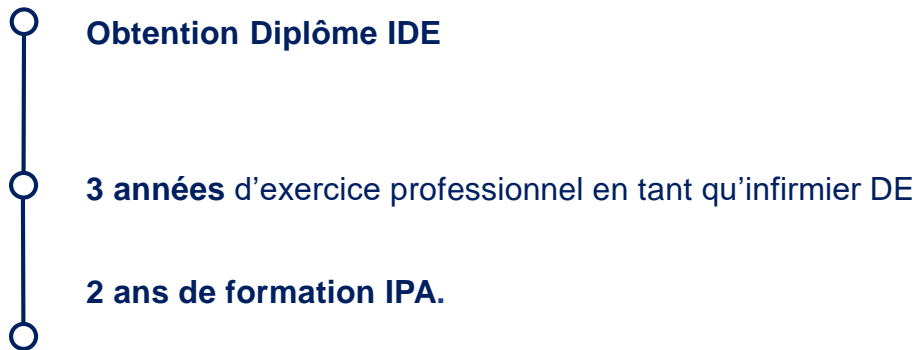 Obtention Diplôme IDE
3 années d'exercice professionnel en tant qu'infirmier DE
2 ans de formation IPA.